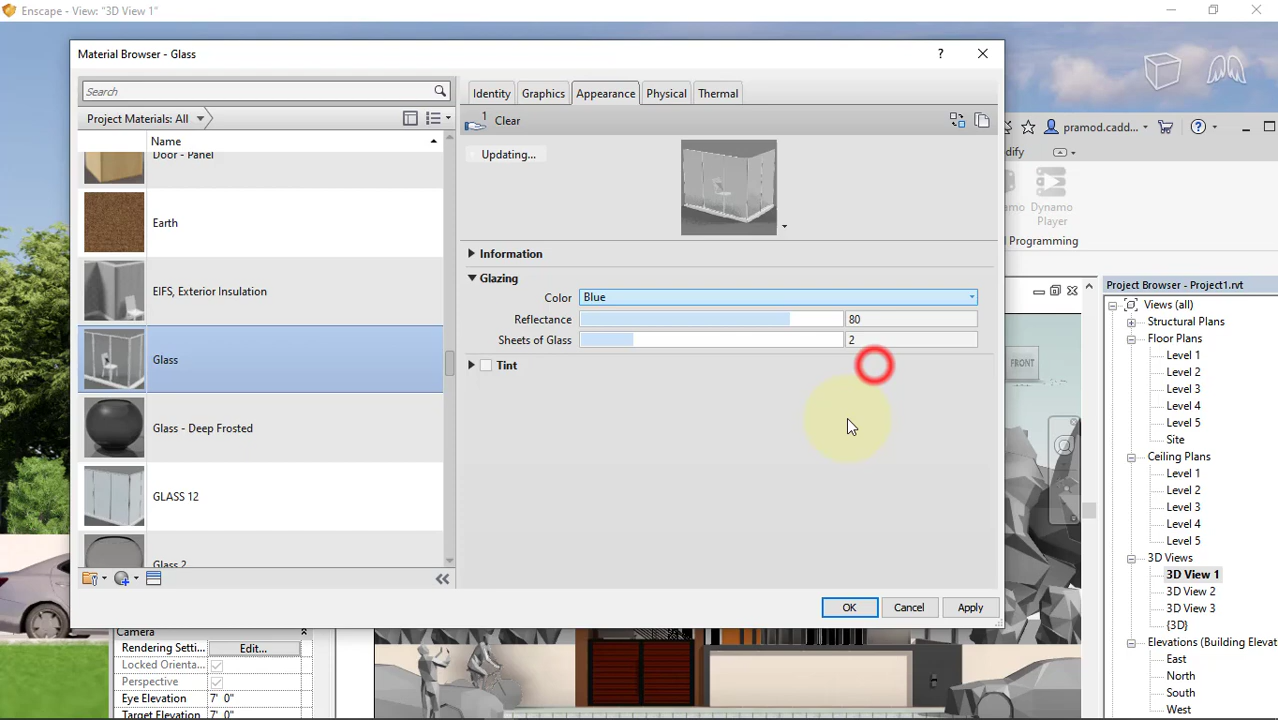 Enscape - View: "3D View 1"
Material Browser - Glass
?
Search
Project Materials: All
Name
Door - Panel
Earth
EIFS, Exterior Insulation
Glass
Glass - Deep Frosted
GLASS 12
Glass 2
Identity
Graphics
Appearance
Physical
Thermal
1
Clear
Updating...
Information
Glazing
Color
Blue
Reflectance
80
Sheets of Glass
2
Tint
OK
Cancel
Apply
pramod.cadd...
Dynamo Player
Programming
FRONT
Project Browser - Project1.rvt
Views (all)
Structural Plans
Floor Plans
Level 1
Level 2
Level 3
Level 4
Level 5
Site
Ceiling Plans
Level 1
Level 2
Level 3
Level 4
Level 5
3D Views
3D View 1
3D View 2
3D View 3
{3D}
Elevations (Building Elevat
East
North
South
West
Camera
Rendering Setti...
Edit...
Locked Orienta...
Perspective
Eye Elevation
7' 0"
Target Elevation
7' 0"